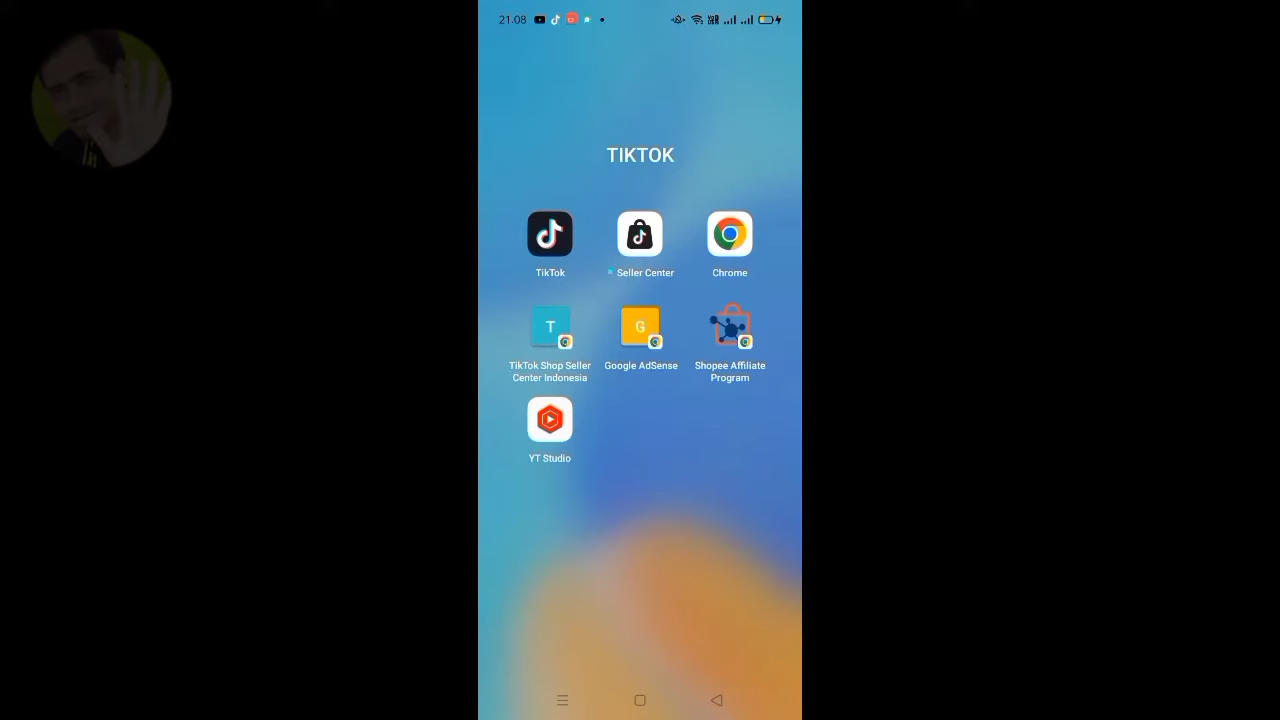 21.08
TIKTOK
TikTok
Seller Center
Chrome
T
G
TikTok Shop Seller
Center Indonesia
Google AdSense
Shopee Affiliate
Program
YT Studio